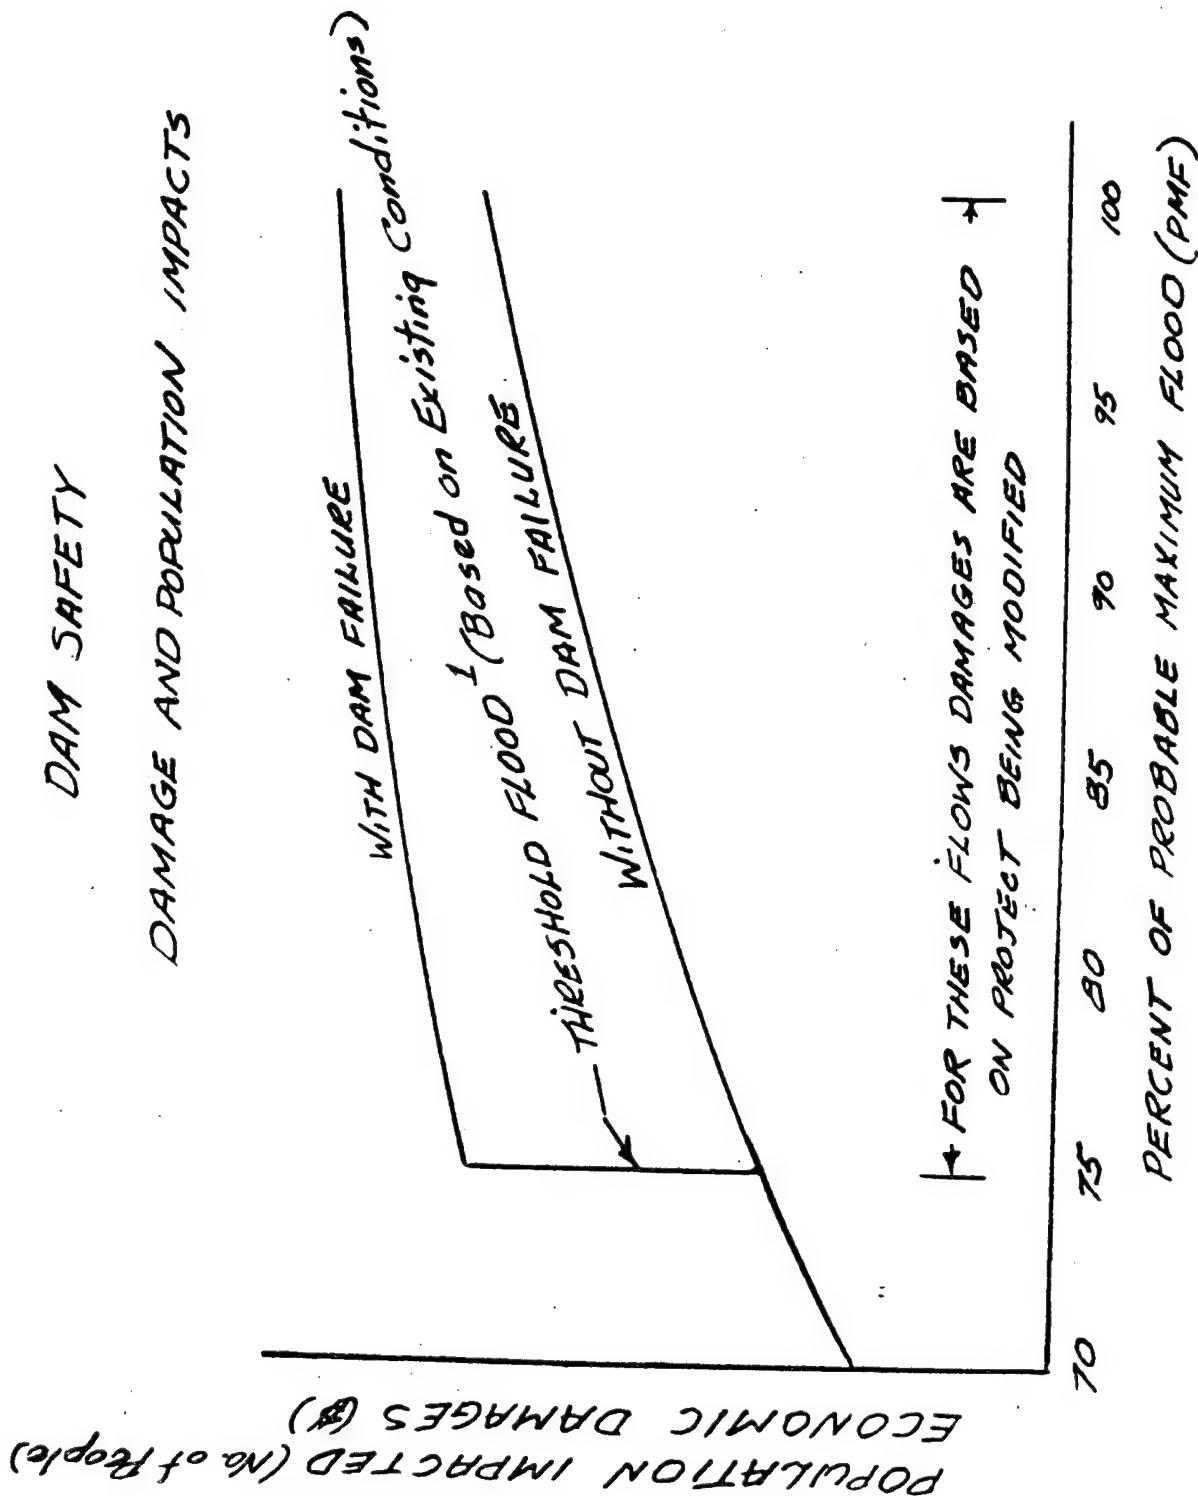 DAM SAFETY
DAMAGE AND POPULATION IMPACTS
POPULATION IMPACTED (No. of People)
ECONOMIC DAMAGES ($)
WITH DAM FAILURE
THRESHOLD FLOOD 1 (Based on Existing Conditions)
WITHOUT DAM FAILURE
FOR THESE FLOWS DAMAGES ARE BASED
ON PROJECT BEING MODIFIED
70 75 80 85 90 95 100
PERCENT OF PROBABLE MAXIMUM FLOOD (PMF)